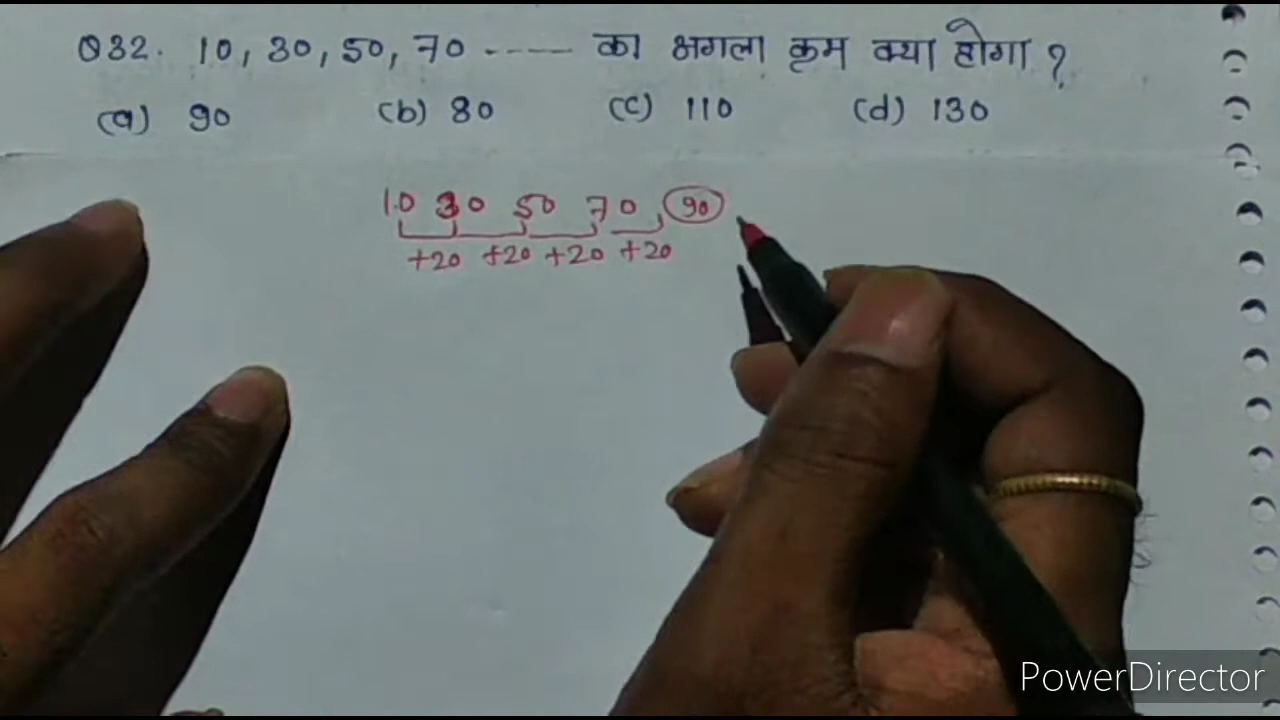 Q32. 10, 30, 50, 70 ------ का अगला क्रम क्या होगा ?
(a) 90 (b) 80 (c) 110 (d) 130
10 30 50 70 90
+20 +20 +20 +20
PowerDirector